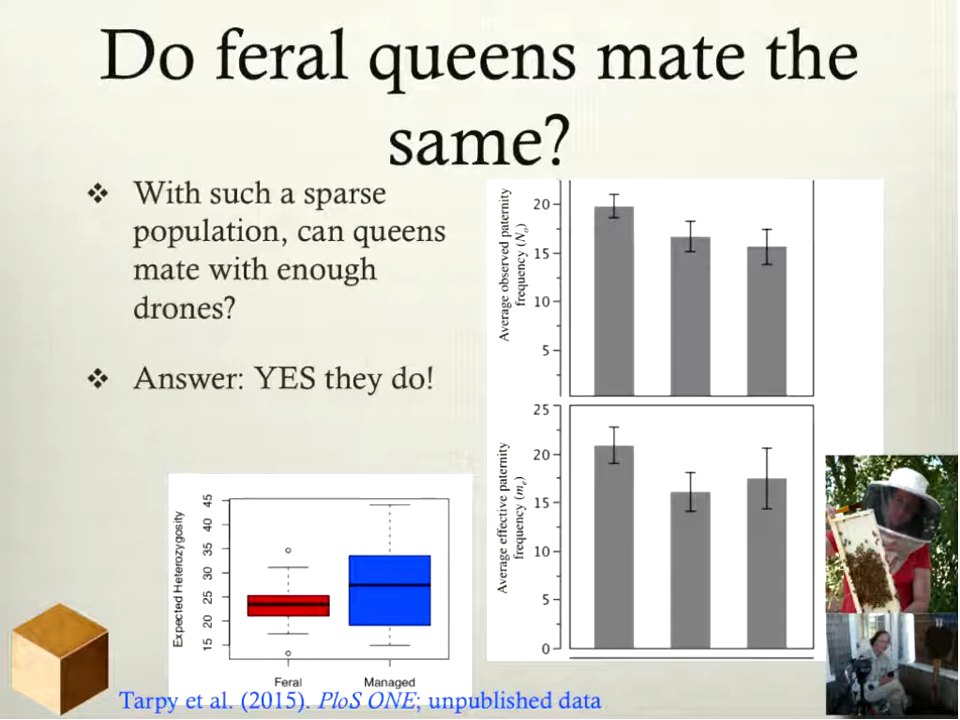 Do feral queens mate the
same?
❖ With such a sparse
population, can queens
mate with enough
drones?
❖ Answer: YES they do!
Average observed paternity
frequency (Nₒ)
20
15
10
5
Average effective paternity
frequency (mₑ)
25
20
15
10
5
0
Expected Heterozygosity
45
40
35
30
25
20
15
Feral Managed
Tarpy et al. (2015). PloS ONE; unpublished data